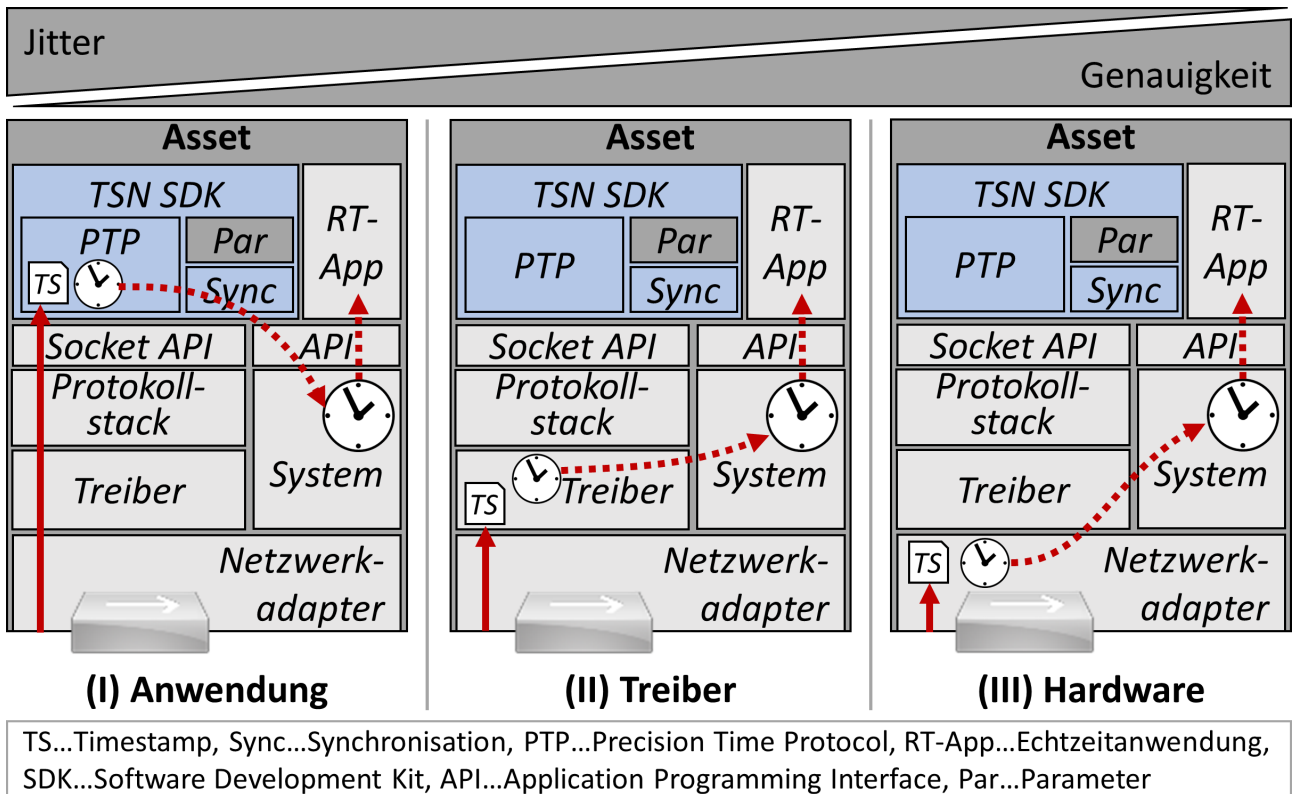 Jitter
Genauigkeit
Asset
TSN SDK
PTP
Par
Sync
TS
RT-
App
Socket API
API
Protokoll-
stack
Treiber
System
Netzwerk-
adapter
(I) Anwendung
Asset
TSN SDK
PTP
Par
Sync
RT-
App
Socket API
API
Protokoll-
stack
TS
Treiber
System
Netzwerk-
adapter
(II) Treiber
Asset
TSN SDK
PTP
Par
Sync
RT-
App
Socket API
API
Protokoll-
stack
Treiber
System
TS
Netzwerk-
adapter
(III) Hardware
TS...Timestamp, Sync...Synchronisation, PTP...Precision Time Protocol, RT-App...Echtzeitanwendung,
SDK...Software Development Kit, API...Application Programming Interface, Par...Parameter